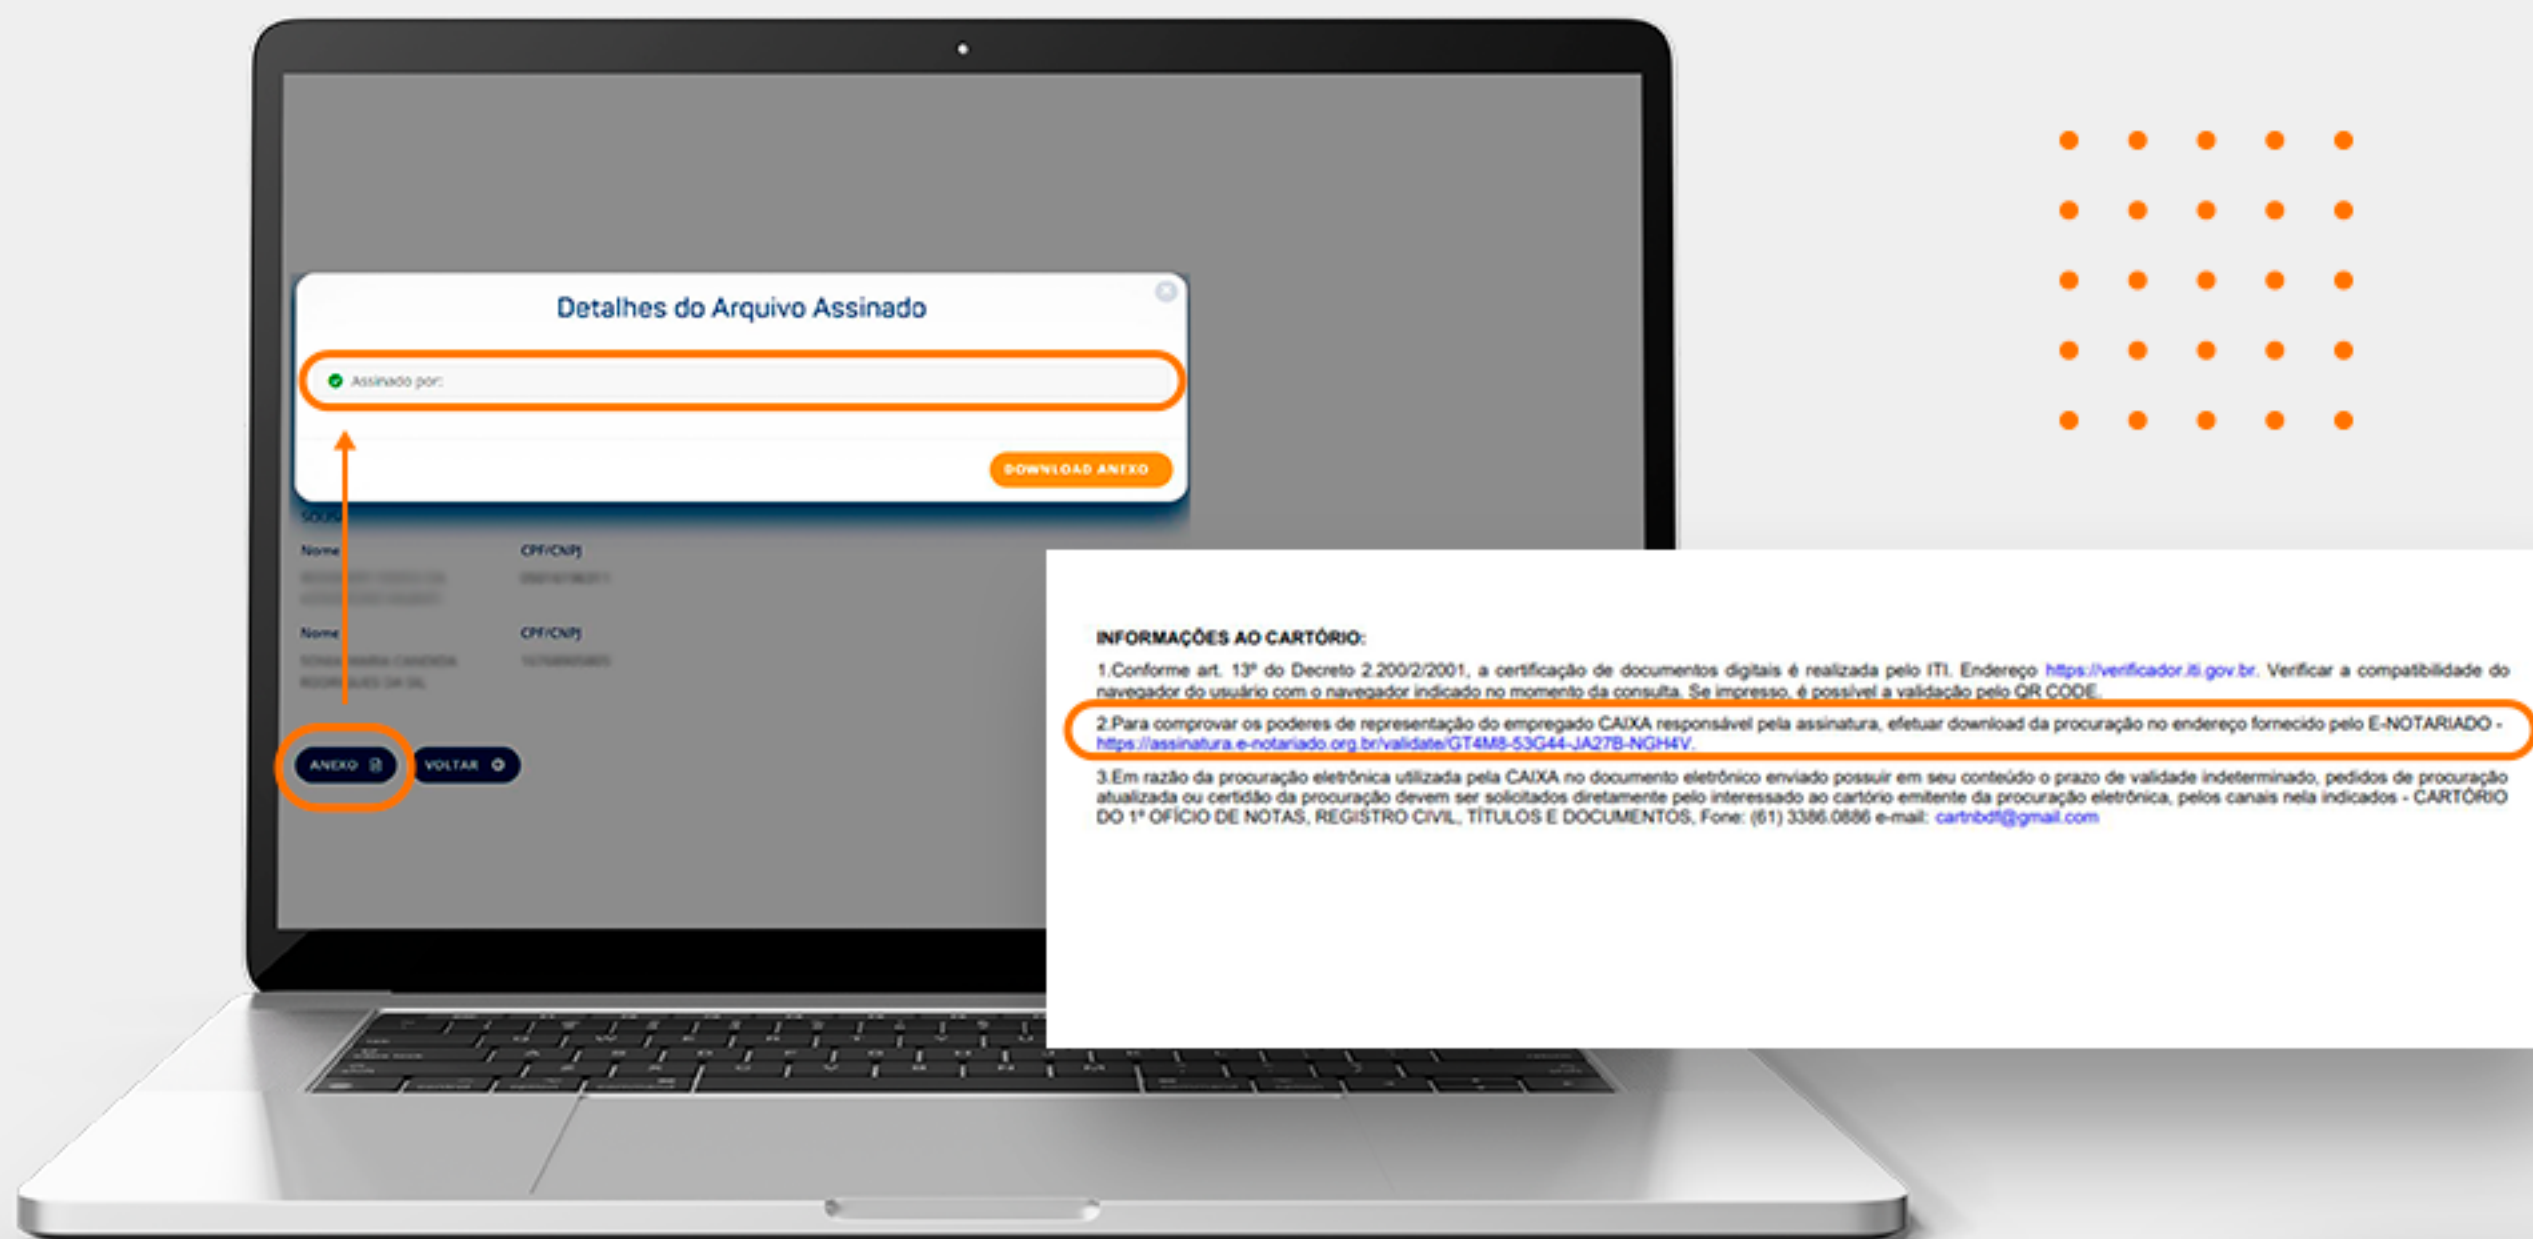 Detalhes do Arquivo Assinado
Assinado por:
DOWNLOAD ANEXO
Nome
CPF/CNPJ
Nome
CPF/CNPJ
ANEXO
VOLTAR
INFORMAÇÕES AO CARTÓRIO:
1.Conforme art. 13º do Decreto 2.200/2/2001, a certificação de documentos digitais é realizada pelo ITI. Endereço https://verificador.iti.gov.br. Verificar a compatibilidade do
navegador do usuário com o navegador indicado no momento da consulta. Se impresso, é possível a validação pelo QR CODE.
2.Para comprovar os poderes de representação do empregado CAIXA responsável pela assinatura, efetuar download da procuração no endereço fornecido pelo E-NOTARIADO -
https://assinatura.e-notariado.org.br/validate/GT4M8-53G44-JA27B-NGH4V.
3.Em razão da procuração eletrônica utilizada pela CAIXA no documento eletrônico enviado possuir em seu conteúdo o prazo de validade indeterminado, pedidos de procuração
atualizada ou certidão da procuração devem ser solicitados diretamente pelo interessado ao cartório emitente da procuração eletrônica, pelos canais nela indicados - CARTÓRIO
DO 1º OFÍCIO DE NOTAS, REGISTRO CIVIL, TÍTULOS E DOCUMENTOS, Fone: (61) 3386.0886 e-mail: cartnbdf@gmail.com